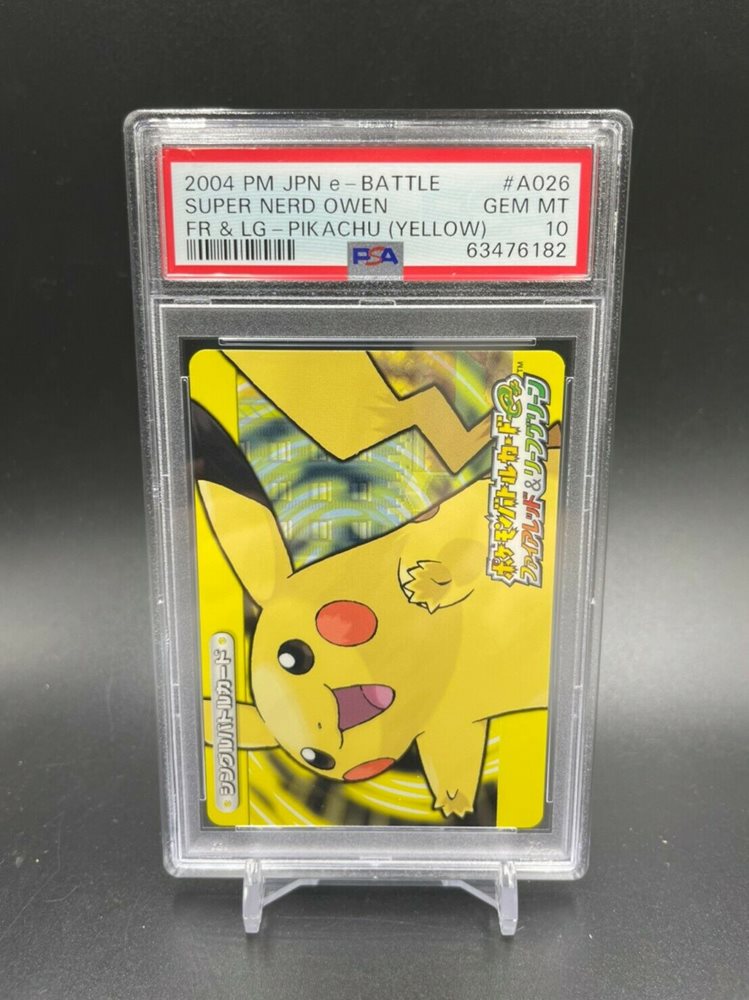 2004 PM JPN e-BATTLE #A026
SUPER NERD OWEN GEM MT
FR & LG-PIKACHU (YELLOW) 10
PSA 63476182
ポケモンバトルカードe+ ™
ファイアレッド&リーフグリーン
シングルバトルカード